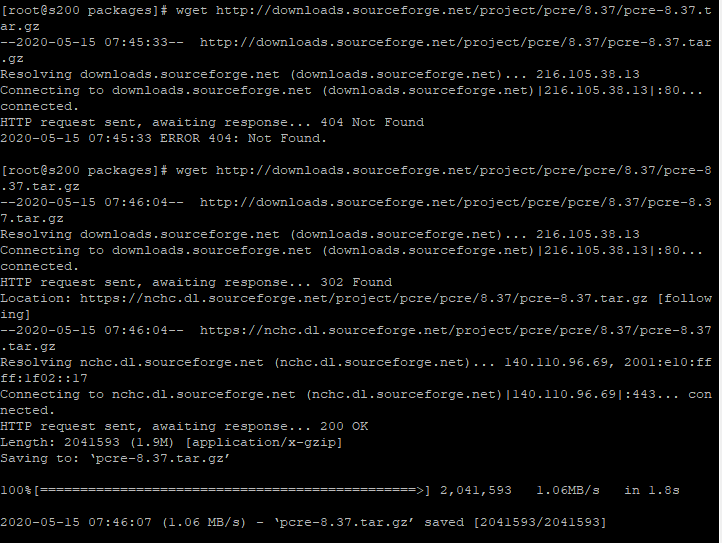 [root@s200 packages]# wget http://downloads.sourceforge.net/project/pcre/8.37/pcre-8.37.t
ar.gz
--2020-05-15 07:45:33--  http://downloads.sourceforge.net/project/pcre/8.37/pcre-8.37.tar
.gz
Resolving downloads.sourceforge.net (downloads.sourceforge.net)... 216.105.38.13
Connecting to downloads.sourceforge.net (downloads.sourceforge.net)|216.105.38.13|:80...
connected.
HTTP request sent, awaiting response... 404 Not Found
2020-05-15 07:45:33 ERROR 404: Not Found.
[root@s200 packages]# wget http://downloads.sourceforge.net/project/pcre/pcre/8.37/pcre-8
.37.tar.gz
--2020-05-15 07:46:04--  http://downloads.sourceforge.net/project/pcre/pcre/8.37/pcre-8.3
7.tar.gz
Resolving downloads.sourceforge.net (downloads.sourceforge.net)... 216.105.38.13
Connecting to downloads.sourceforge.net (downloads.sourceforge.net)|216.105.38.13|:80...
connected.
HTTP request sent, awaiting response... 302 Found
Location: https://nchc.dl.sourceforge.net/project/pcre/pcre/8.37/pcre-8.37.tar.gz [follow
ing]
--2020-05-15 07:46:04--  https://nchc.dl.sourceforge.net/project/pcre/pcre/8.37/pcre-8.37
.tar.gz
Resolving nchc.dl.sourceforge.net (nchc.dl.sourceforge.net)... 140.110.96.69, 2001:e10:ff
ff:1f02::17
Connecting to nchc.dl.sourceforge.net (nchc.dl.sourceforge.net)|140.110.96.69|:443... con
nected.
HTTP request sent, awaiting response... 200 OK
Length: 2041593 (1.9M) [application/x-gzip]
Saving to: ‘pcre-8.37.tar.gz’
100%[===============================================>] 2,041,593   1.06MB/s   in 1.8s
2020-05-15 07:46:07 (1.06 MB/s) - ‘pcre-8.37.tar.gz’ saved [2041593/2041593]